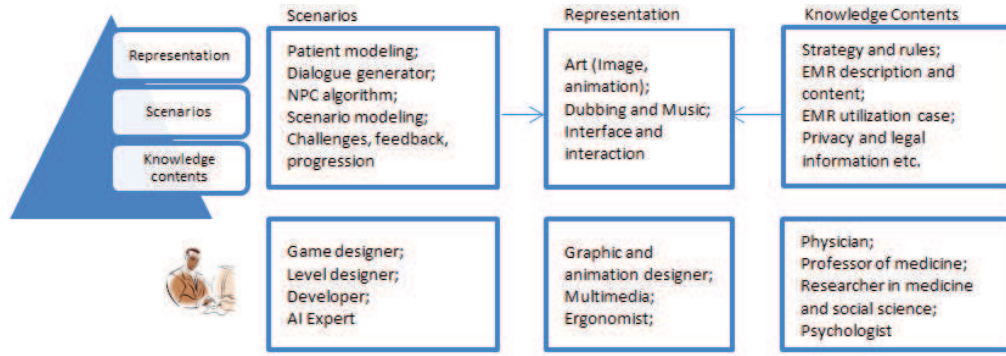 Representation
Scenarios
Knowledge
contents
Scenarios
Patient modeling;
Dialogue generator;
NPC algorithm;
Scenario modeling;
Challenges, feedback,
progression
Representation
Art (Image,
animation);
Dubbing and Music;
Interface and
interaction
Knowledge Contents
Strategy and rules;
EMR description and
content;
EMR utilization case;
Privacy and legal
information etc.
Game designer;
Level designer;
Developer;
AI Expert
Graphic and
animation designer;
Multimedia;
Ergonomist;
Physician;
Professor of medicine;
Researcher in medicine
and social science;
Psychologist